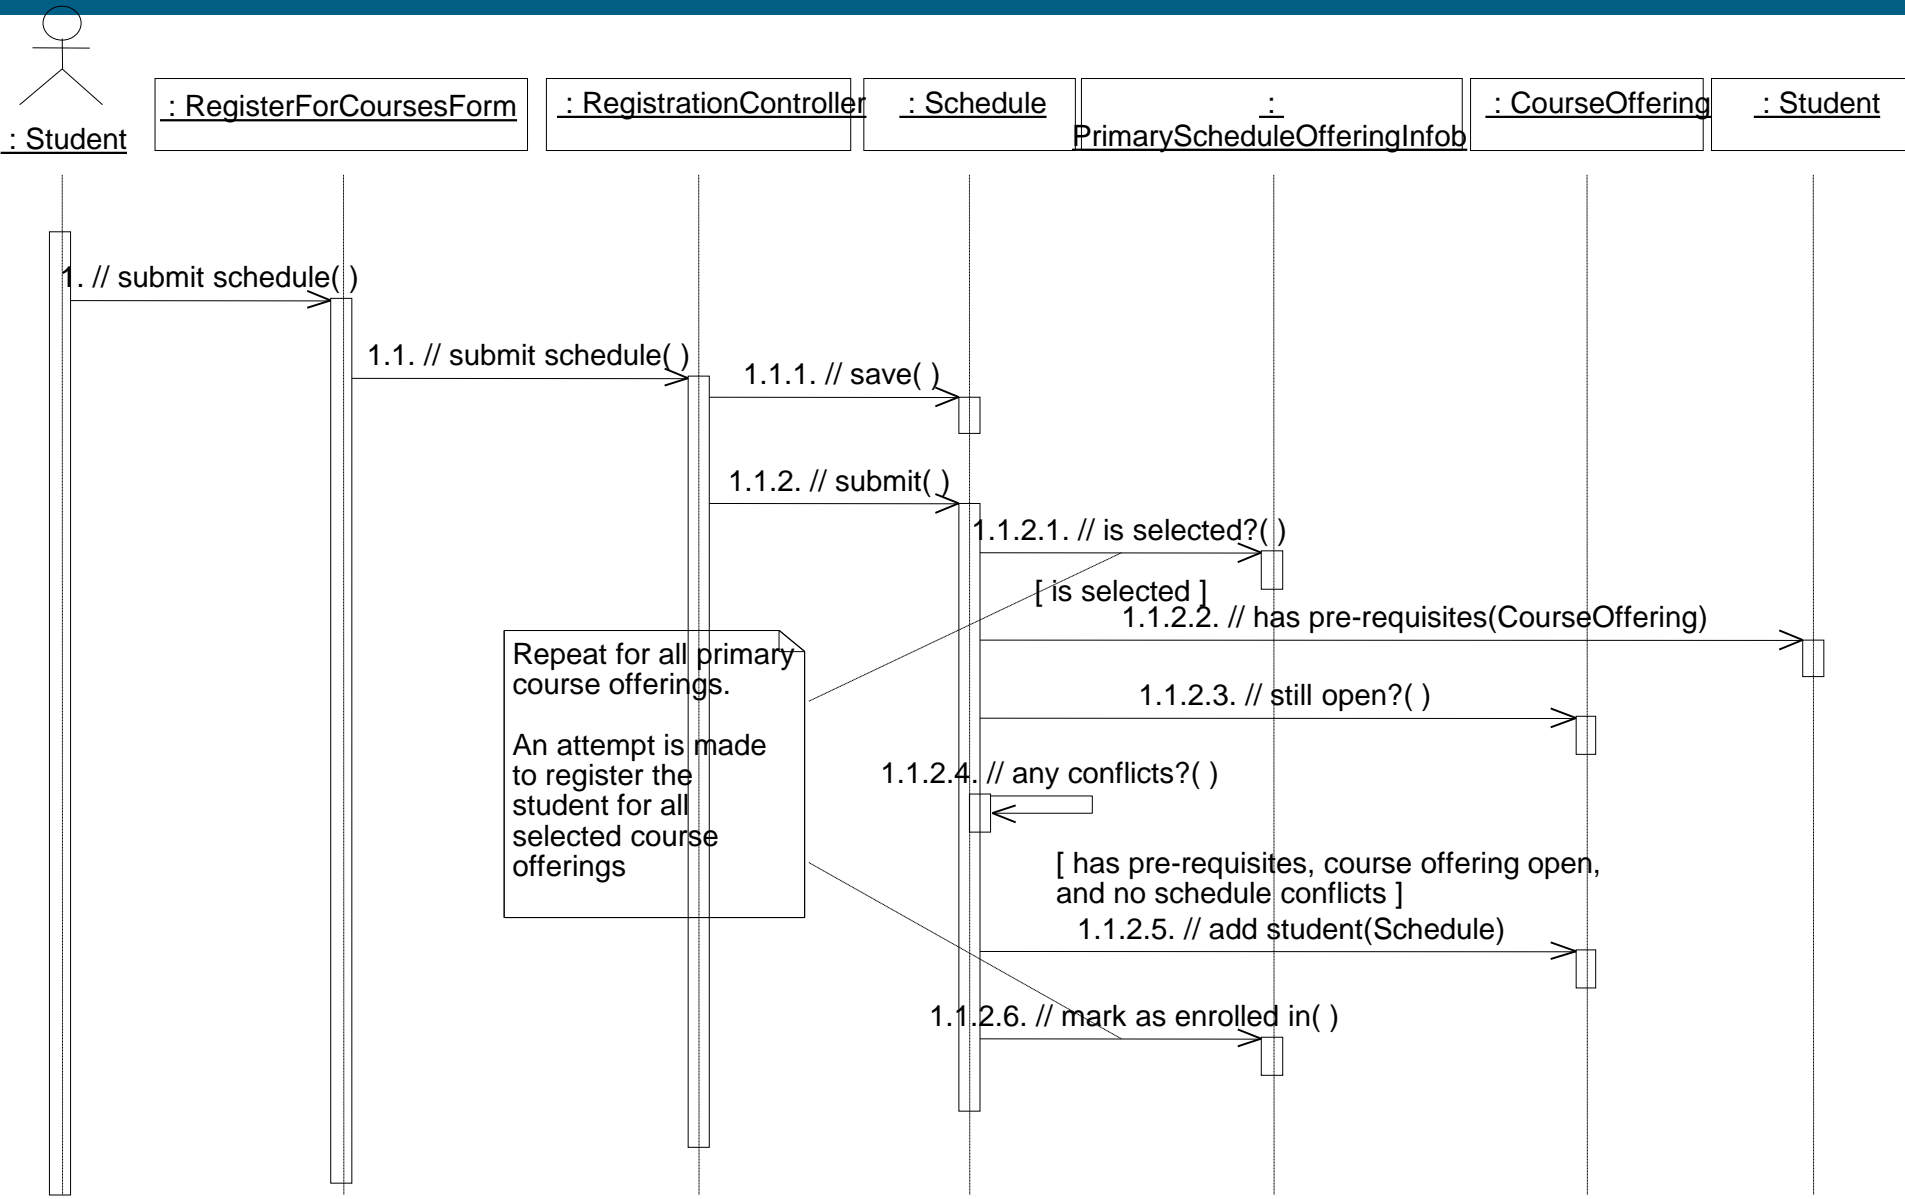 : Student
: RegisterForCoursesForm
: RegistrationController
: Schedule
:
PrimaryScheduleOfferingInfob
: CourseOffering
: Student
1. // submit schedule( )
1.1. // submit schedule( )
1.1.1. // save( )
1.1.2. // submit( )
1.1.2.1. // is selected?( )
[ is selected ]
1.1.2.2. // has pre-requisites(CourseOffering)
Repeat for all primary
course offerings.
An attempt is made
to register the
student for all
selected course
offerings
1.1.2.3. // still open?( )
1.1.2.4. // any conflicts?( )
[ has pre-requisites, course offering open,
and no schedule conflicts ]
1.1.2.5. // add student(Schedule)
1.1.2.6. // mark as enrolled in( )